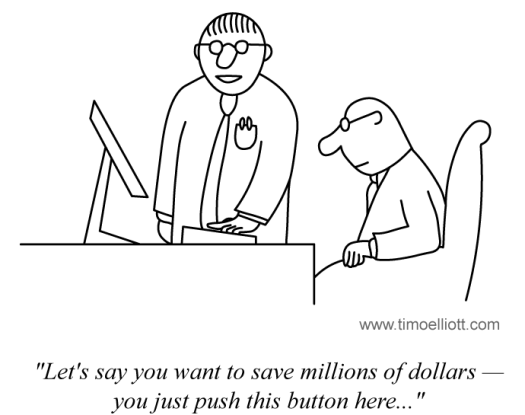 www.timoelliott.com
"Let's say you want to save millions of dollars —
you just push this button here..."